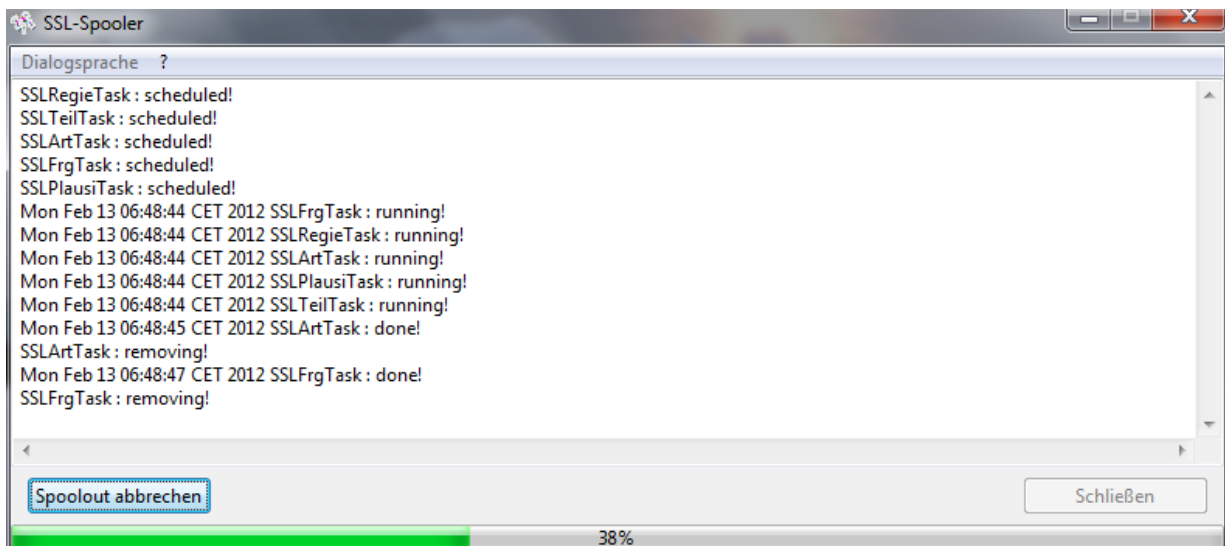 SSL-Spooler
Dialogsprache ?
SSLRegieTask : scheduled!
SSLTeilTask : scheduled!
SSLArtTask : scheduled!
SSLFrgTask : scheduled!
SSLPlausiTask : scheduled!
Mon Feb 13 06:48:44 CET 2012 SSLFrgTask : running!
Mon Feb 13 06:48:44 CET 2012 SSLRegieTask : running!
Mon Feb 13 06:48:44 CET 2012 SSLArtTask : running!
Mon Feb 13 06:48:44 CET 2012 SSLPlausiTask : running!
Mon Feb 13 06:48:44 CET 2012 SSLTeilTask : running!
Mon Feb 13 06:48:45 CET 2012 SSLArtTask : done!
SSLArtTask : removing!
Mon Feb 13 06:48:47 CET 2012 SSLFrgTask : done!
SSLFrgTask : removing!
Spoolout abbrechen Schließen
38%